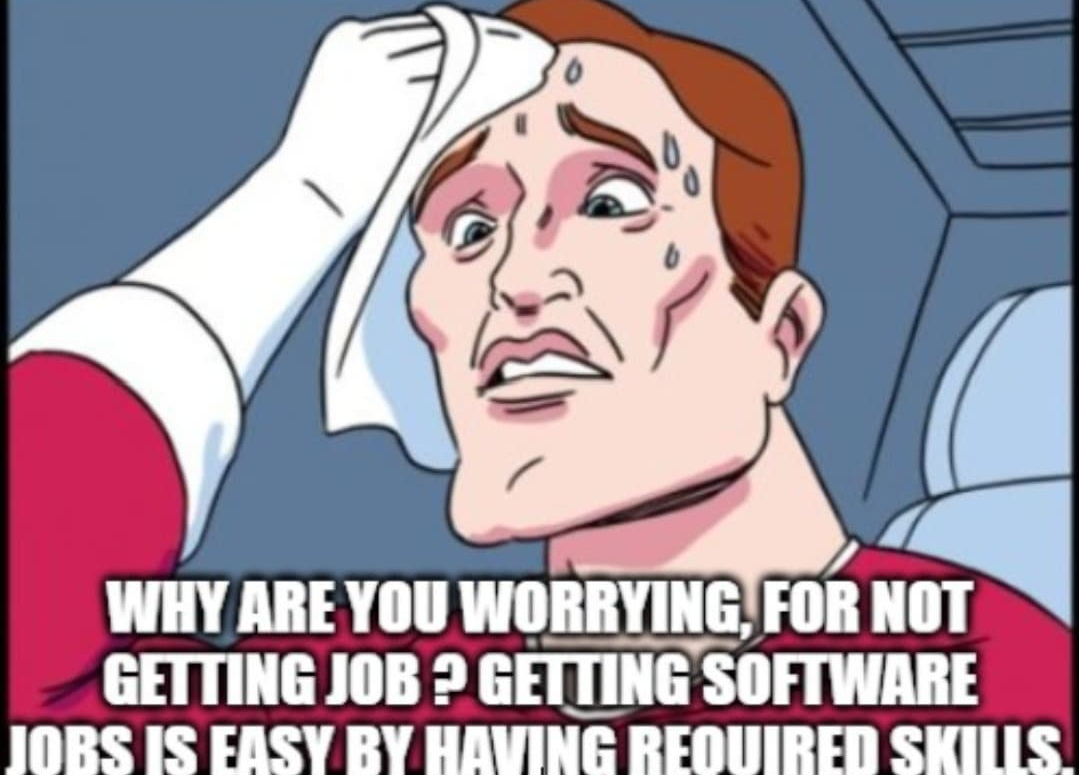 WHY ARE YOU WORRYING, FOR NOT
GETTING JOB ? GETTING SOFTWARE
JOBS IS EASY BY HAVING REQUIRED SKILLS.